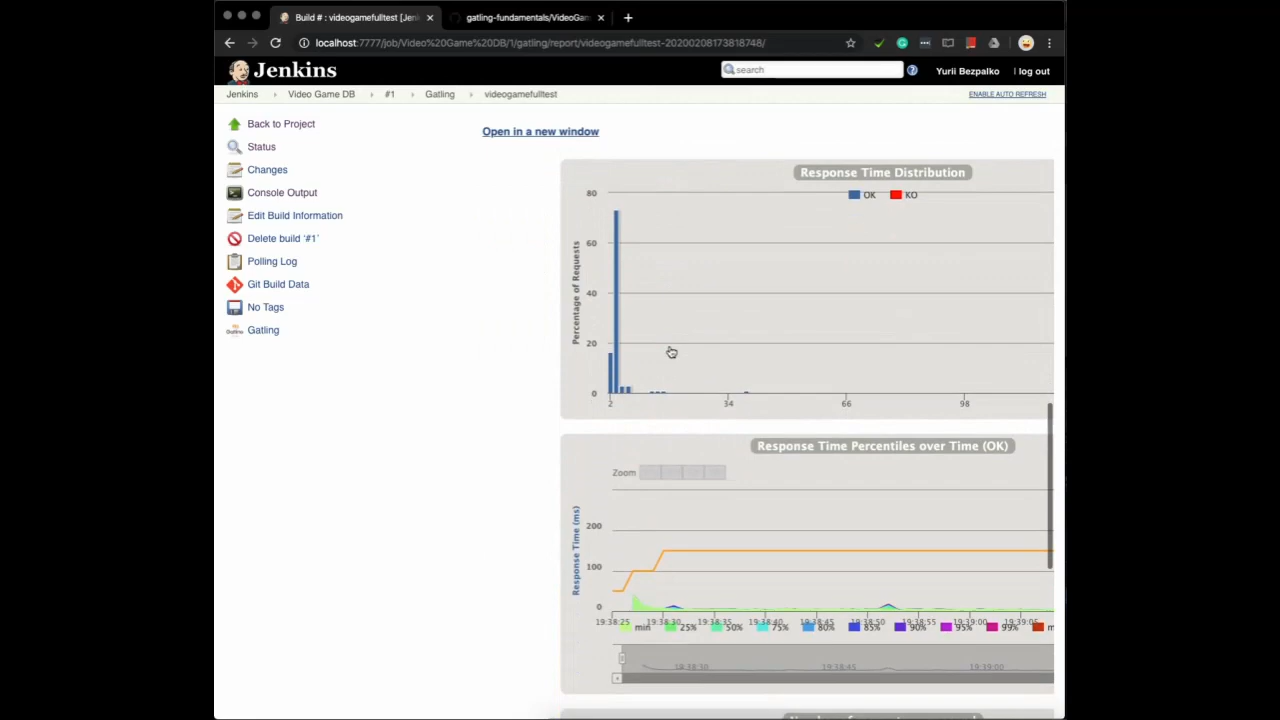 Build # : videogamefulltest [Jen
gatling-fundamentals/VideoGam
localhost:7777/job/Video%20Game%20DB/1/gatling/report/videogamefulltest-20200208173818748/
Jenkins
search
Yurii Bezpalko
log out
Jenkins
Video Game DB
#1
Gatling
videogamefulltest
ENABLE AUTO REFRESH
Back to Project
Status
Changes
Console Output
Edit Build Information
Delete build '#1'
Polling Log
Git Build Data
No Tags
Gatling
Open in a new window
Response Time Distribution
OK KO
Percentage of Requests
80
60
40
20
0
2 34 66 98
Response Time Percentiles over Time (OK)
Zoom
Response Time (ms)
200
100
0
19:38:25 19:38:30 19:38:35 19:38:40 19:38:45 19:38:50 19:38:55 19:39:00 19:39:05
min 25% 50% 75% 80% 85% 90% 95% 99% m
19:38:30 19:38:45 19:39:00